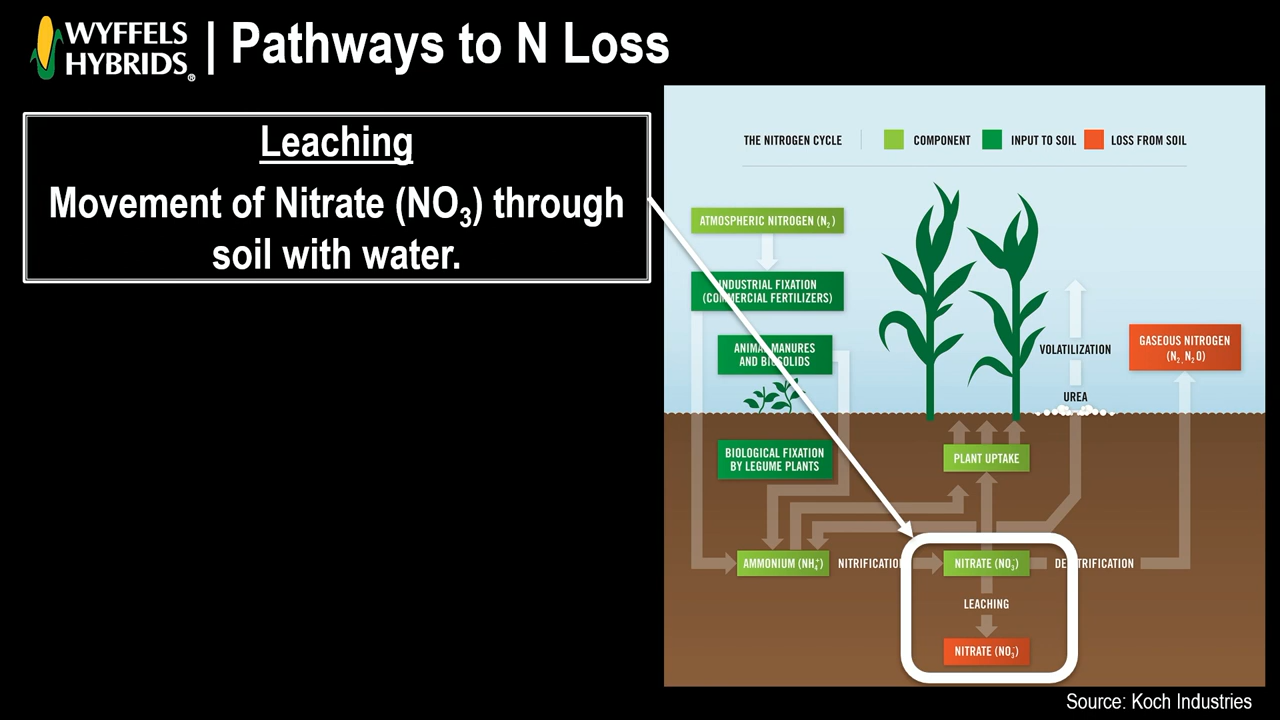 WYFFELS
HYBRIDS®
| Pathways to N Loss
Leaching
Movement of Nitrate (NO₃) through
soil with water.
THE NITROGEN CYCLE
COMPONENT
INPUT TO SOIL
LOSS FROM SOIL
ATMOSPHERIC NITROGEN (N₂)
INDUSTRIAL FIXATION
(COMMERCIAL FERTILIZERS)
ANIMAL MANURES
AND BIOSOLIDS
VOLATILIZATION
GASEOUS NITROGEN
(N₂, N₂O)
UREA
BIOLOGICAL FIXATION
BY LEGUME PLANTS
PLANT UPTAKE
AMMONIUM (NH₄⁺)
NITRIFICATION
NITRATE (NO₃⁻)
DENITRIFICATION
LEACHING
NITRATE (NO₃⁻)
Source: Koch Industries